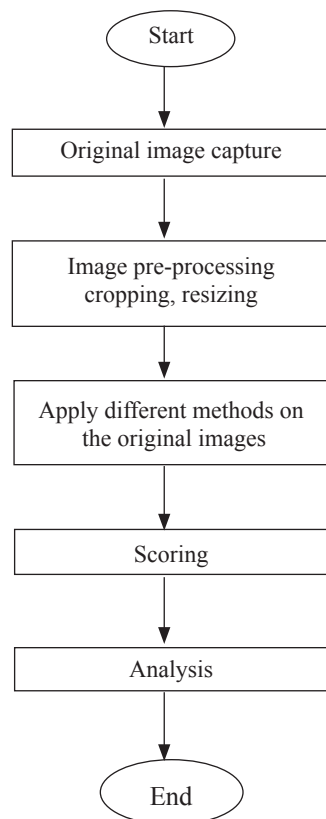 Start
Original image capture
Image pre-processing
cropping, resizing
Apply different methods on
the original images
Scoring
Analysis
End